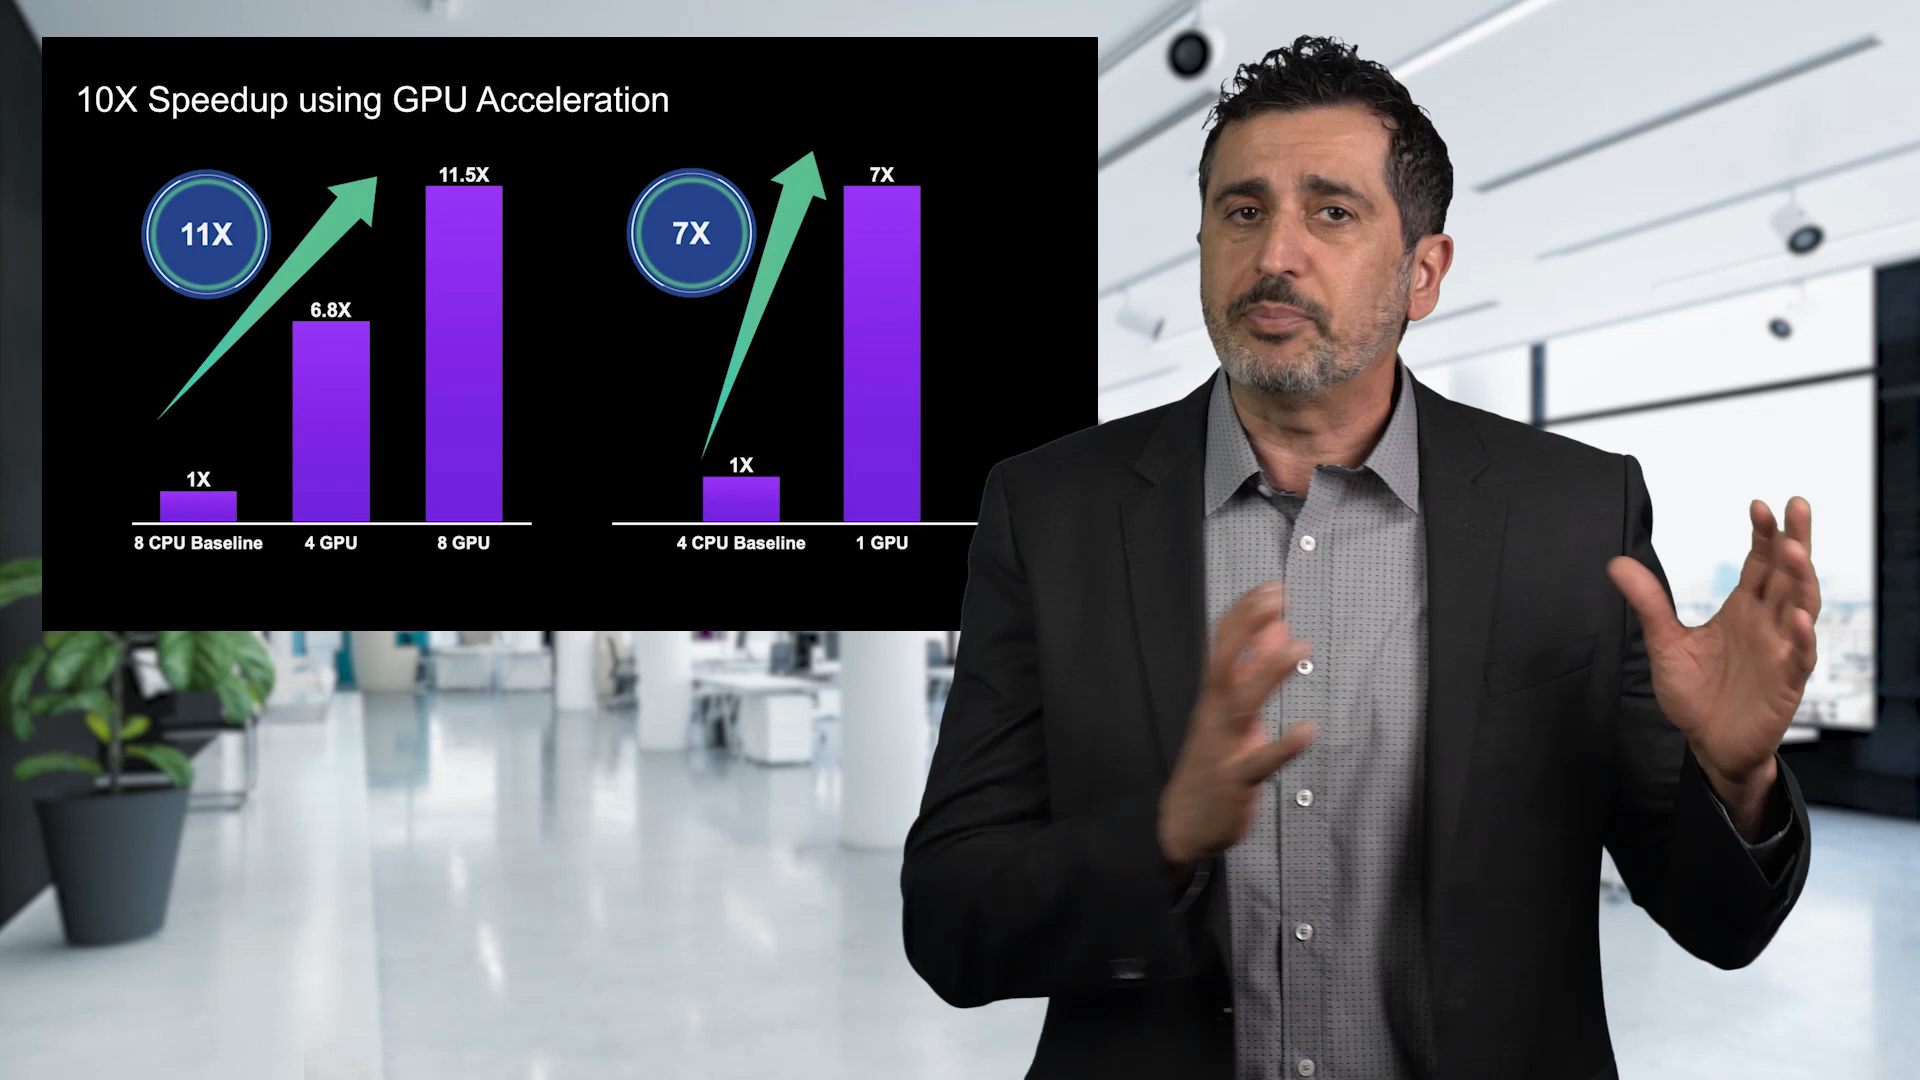 10X Speedup using GPU Acceleration
11X
1X
6.8X
11.5X
8 CPU Baseline
4 GPU
8 GPU
7X
1X
7X
4 CPU Baseline
1 GPU